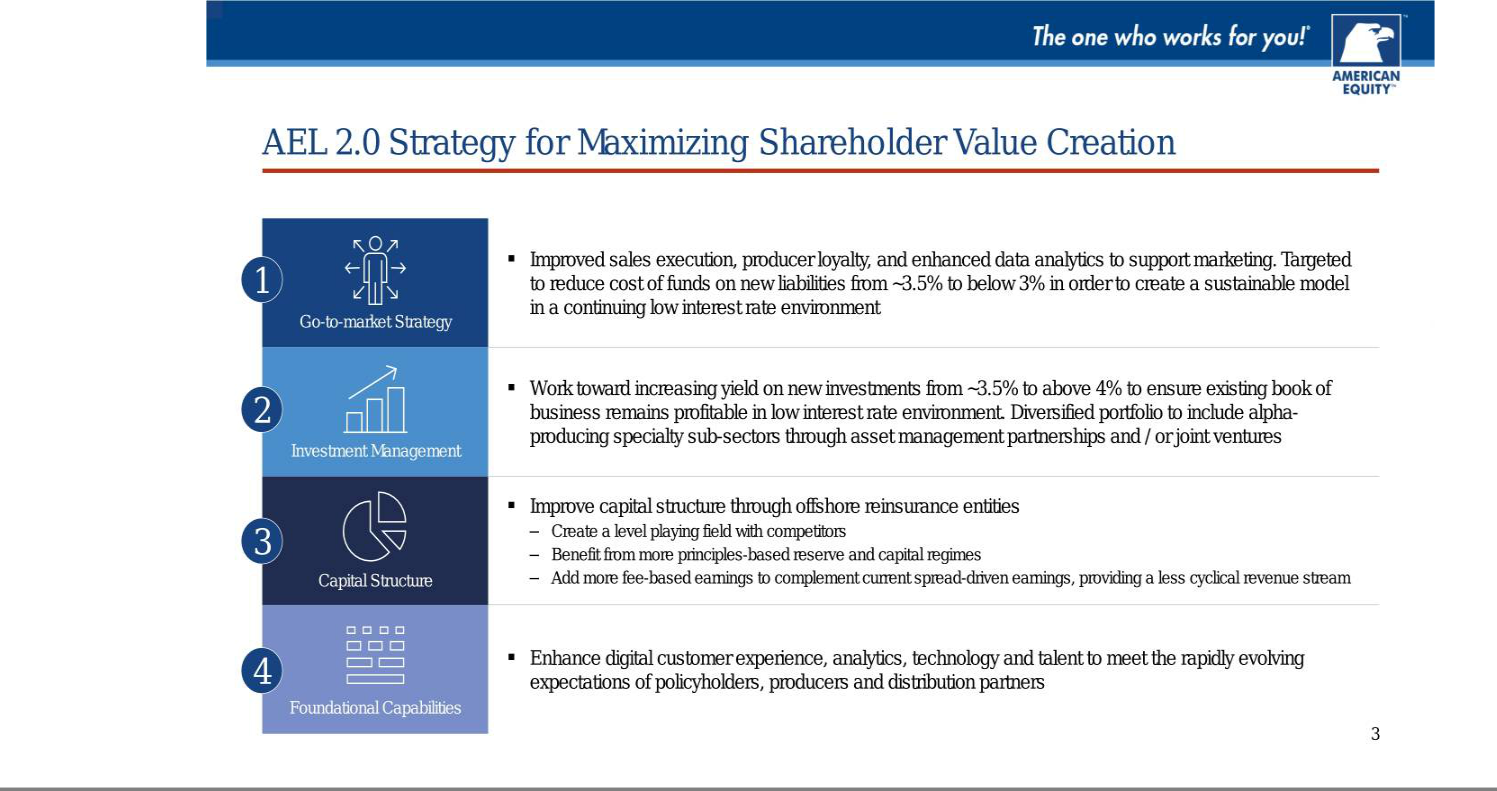 The one who works for you!®
AMERICAN
EQUITY™
AEL 2.0 Strategy for Maximizing Shareholder Value Creation
1
Go-to-market Strategy
▪ Improved sales execution, producer loyalty, and enhanced data analytics to support marketing. Targeted
to reduce cost of funds on new liabilities from ~3.5% to below 3% in order to create a sustainable model
in a continuing low interest rate environment
2
Investment Management
▪ Work toward increasing yield on new investments from ~3.5% to above 4% to ensure existing book of
business remains profitable in low interest rate environment. Diversified portfolio to include alpha-
producing specialty sub-sectors through asset management partnerships and / or joint ventures
3
Capital Structure
▪ Improve capital structure through offshore reinsurance entities
– Create a level playing field with competitors
– Benefit from more principles-based reserve and capital regimes
– Add more fee-based earnings to complement current spread-driven earnings, providing a less cyclical revenue stream
4
Foundational Capabilities
▪ Enhance digital customer experience, analytics, technology and talent to meet the rapidly evolving
expectations of policyholders, producers and distribution partners
3